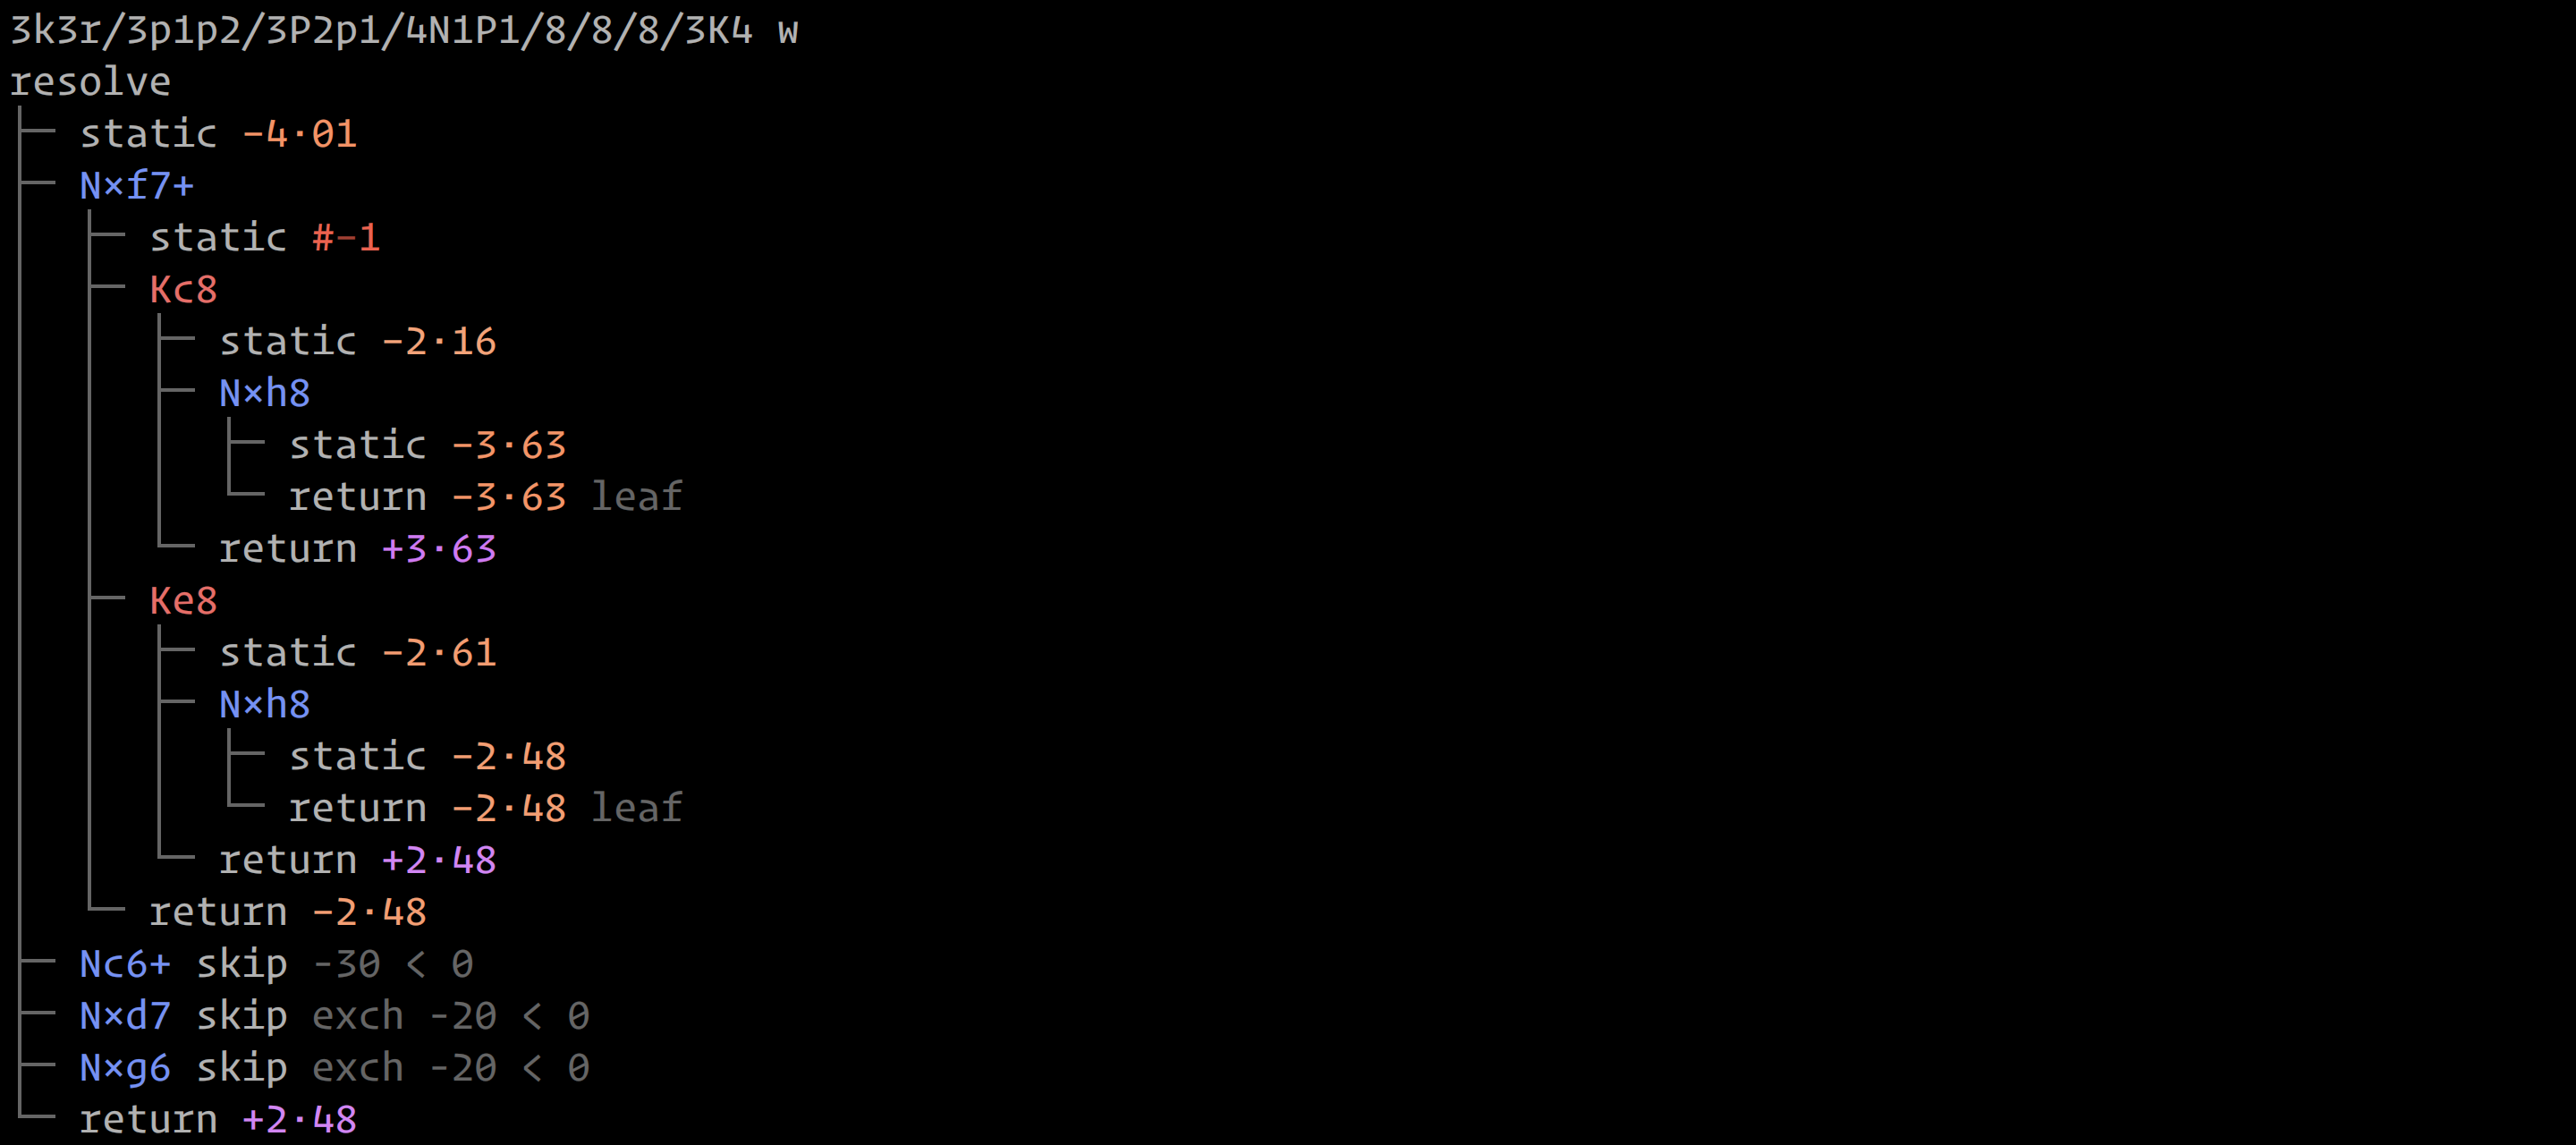 3k3r/3p1p2/3P2p1/4N1P1/8/8/8/3K4 w
resolve
static -4·01
N×f7+
static #-1
Kc8
static -2·16
N×h8
static -3·63
return -3·63 leaf
return +3·63
Ke8
static -2·61
N×h8
static -2·48
return -2·48 leaf
return +2·48
return -2·48
Nc6+ skip -30 < 0
N×d7 skip exch -20 < 0
N×g6 skip exch -20 < 0
return +2·48